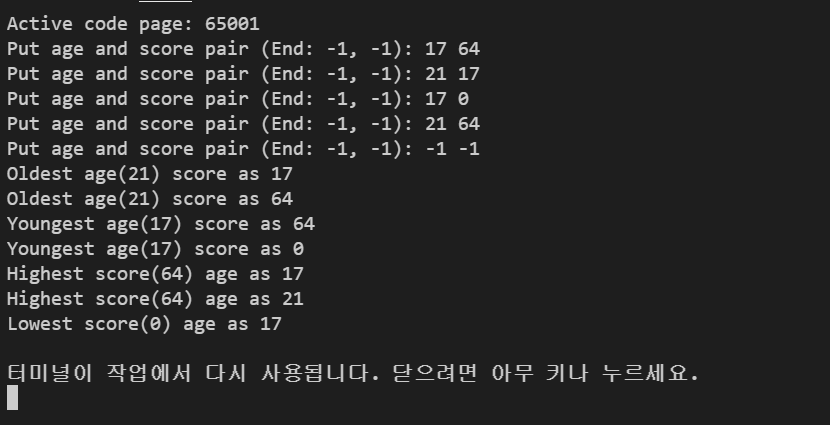 Active code page: 65001
Put age and score pair (End: -1, -1): 17 64
Put age and score pair (End: -1, -1): 21 17
Put age and score pair (End: -1, -1): 17 0
Put age and score pair (End: -1, -1): 21 64
Put age and score pair (End: -1, -1): -1 -1
Oldest age(21) score as 17
Oldest age(21) score as 64
Youngest age(17) score as 64
Youngest age(17) score as 0
Highest score(64) age as 17
Highest score(64) age as 21
Lowest score(0) age as 17
터미널이 작업에서 다시 사용됩니다. 닫으려면 아무 키나 누르세요.